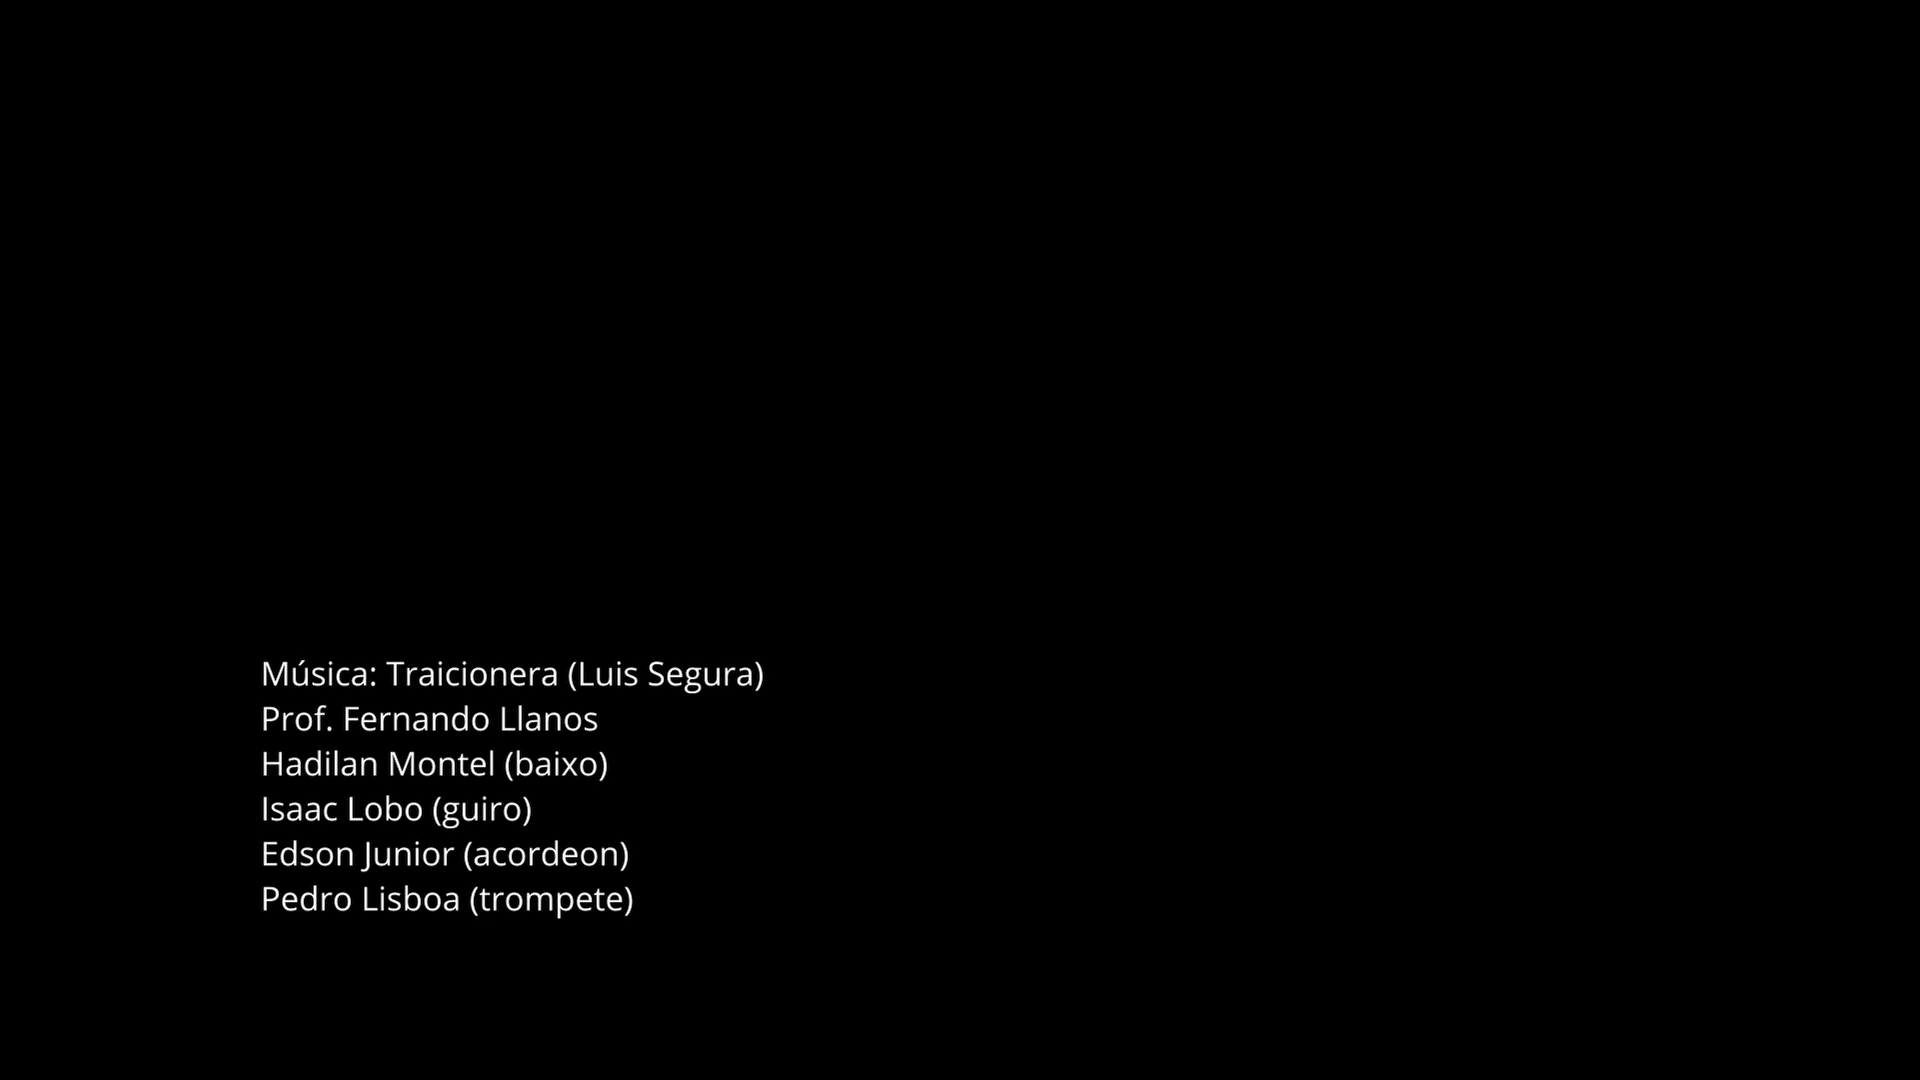 Música: Traicionera (Luis Segura)
Prof. Fernando Llanos
Hadilan Montel (baixo)
Isaac Lobo (guiro)
Edson Junior (acordeon)
Pedro Lisboa (trompete)